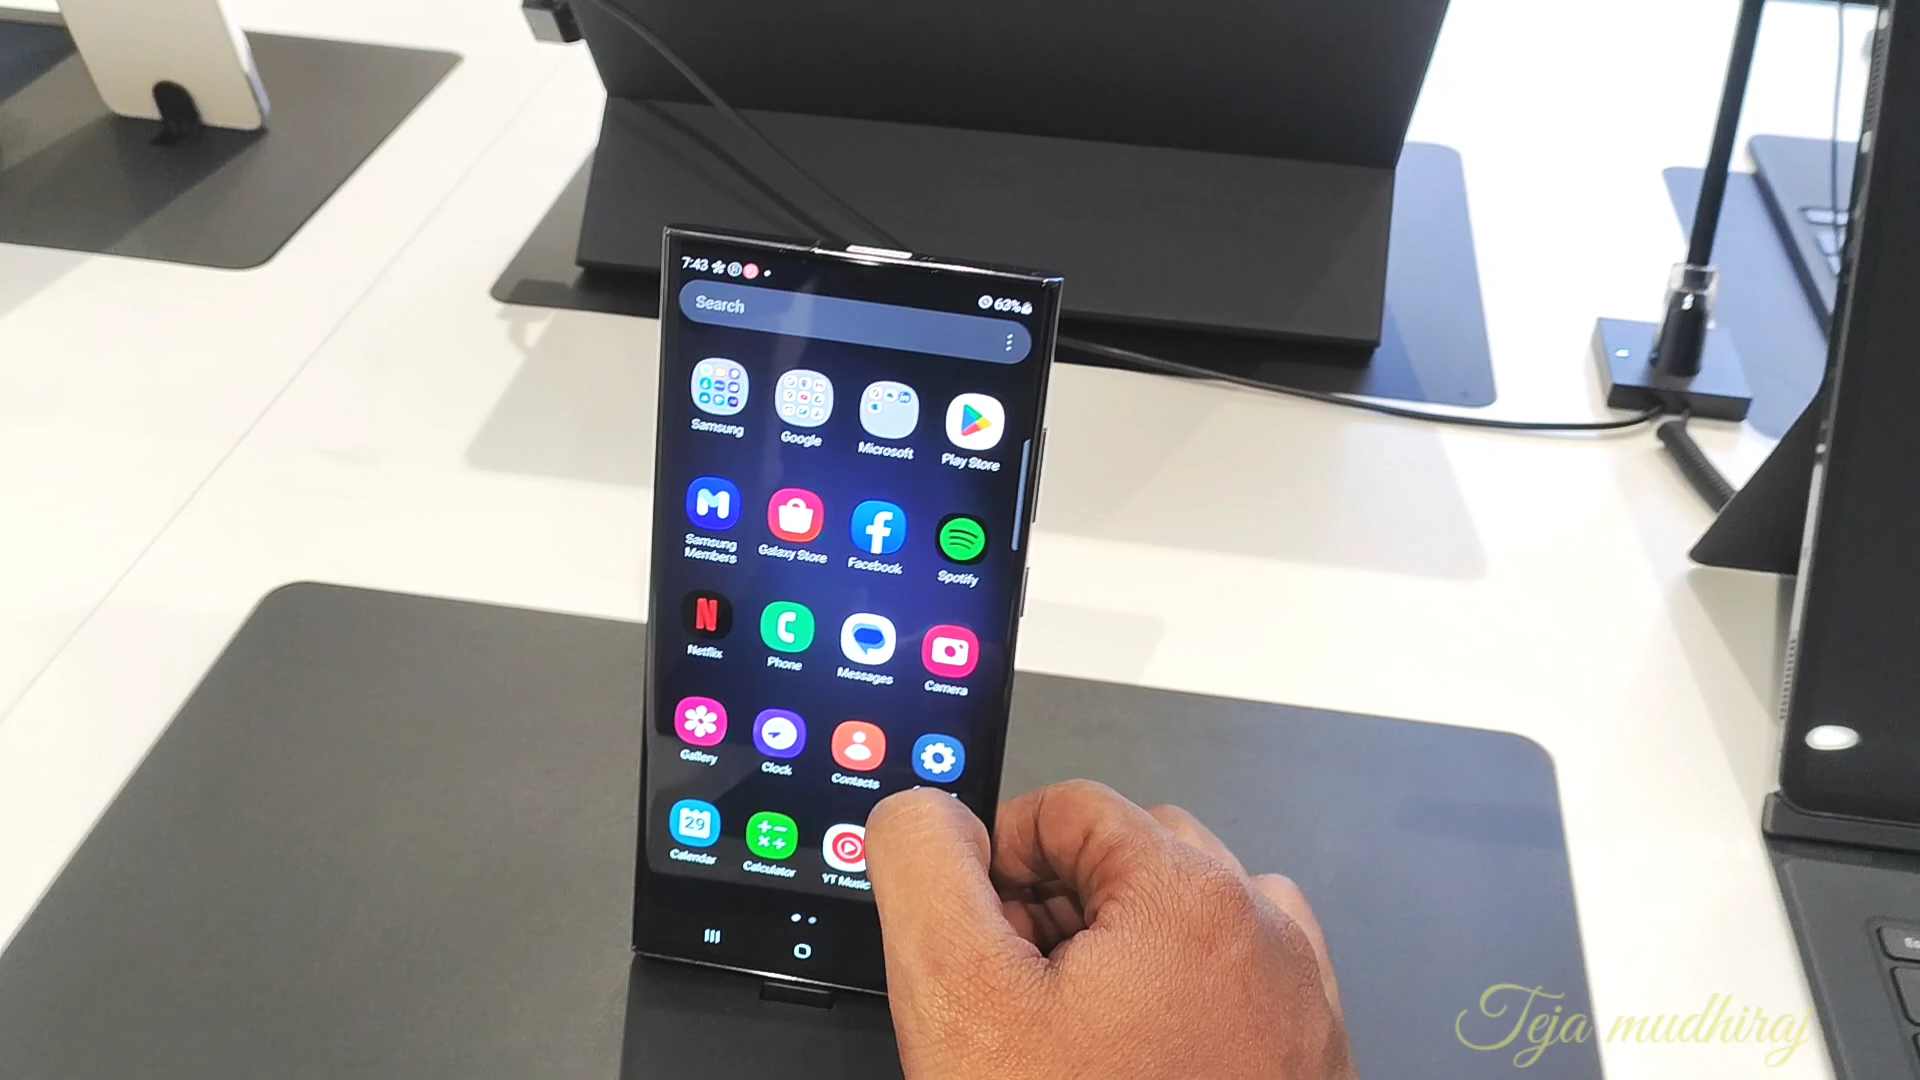 7:43
63%
Search
Samsung
Google
Microsoft
Play Store
Samsung Members
Galaxy Store
Facebook
Spotify
Netflix
Phone
Messages
Camera
Gallery
Clock
Contacts
29
Calendar
Calculator
YT Music
Teja mudhiraj